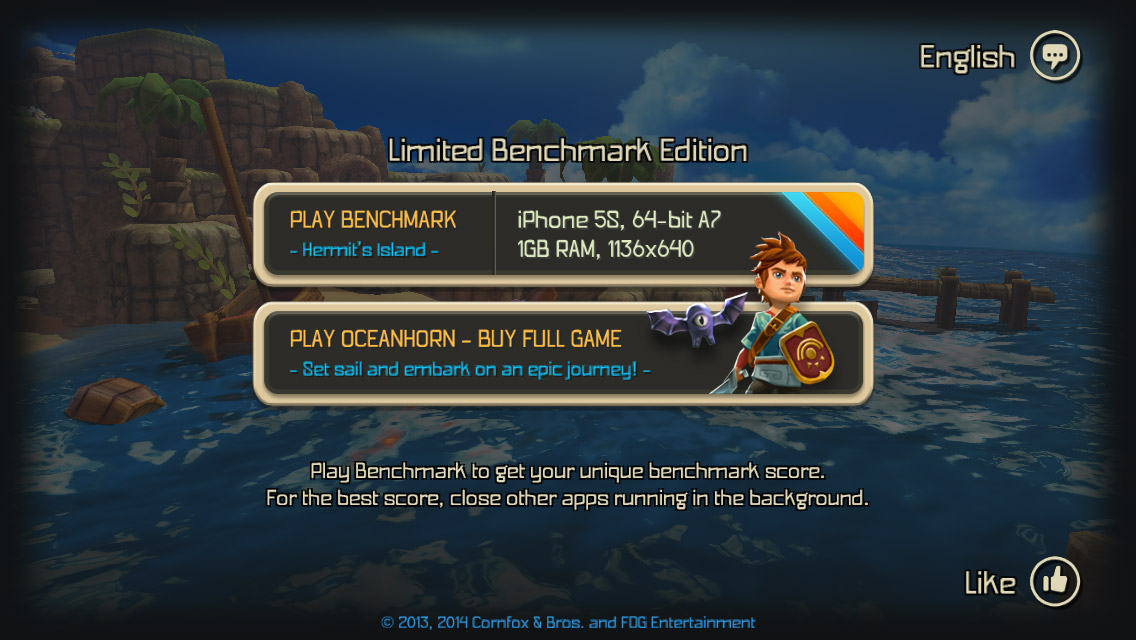 English
Limited Benchmark Edition
PLAY BENCHMARK
- Hermit's Island -
iPhone 5S, 64-bit A7
1GB RAM, 1136x640
PLAY OCEANHORN - BUY FULL GAME
- Set sail and embark on an epic journey! -
Play Benchmark to get your unique benchmark score.
For the best score, close other apps running in the background.
Like
© 2013, 2014 Cornfox & Bros. and FDG Entertainment